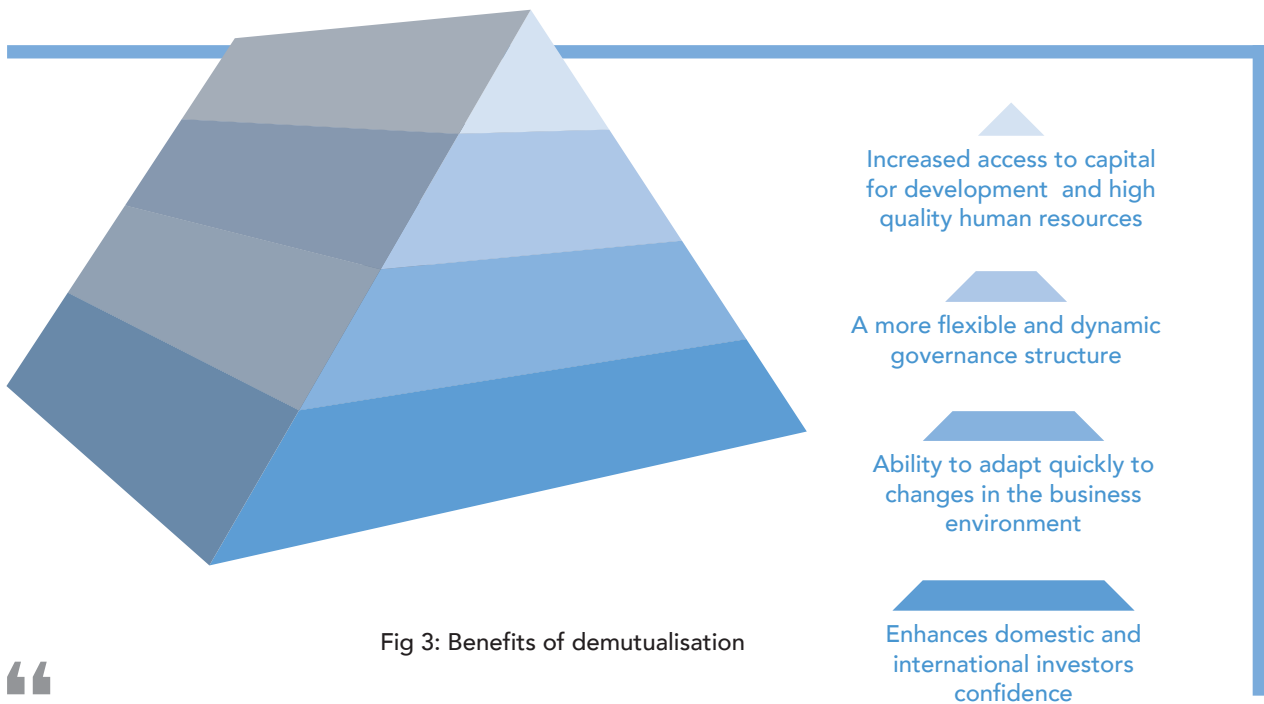 Increased access to capital
for development and high
quality human resources
A more flexible and dynamic
governance structure
Ability to adapt quickly to
changes in the business
environment
Enhances domestic and
international investors
confidence
Fig 3: Benefits of demutualisation
“